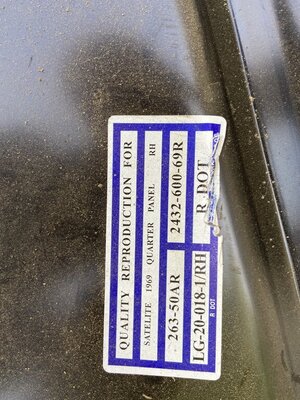 QUALITY REPRODUCTION FOR
SATELITE 1969 QUARTER PANEL RH
263-50AR 2432-600-69R
LG-20-018-1/RH R DOT
R DOT